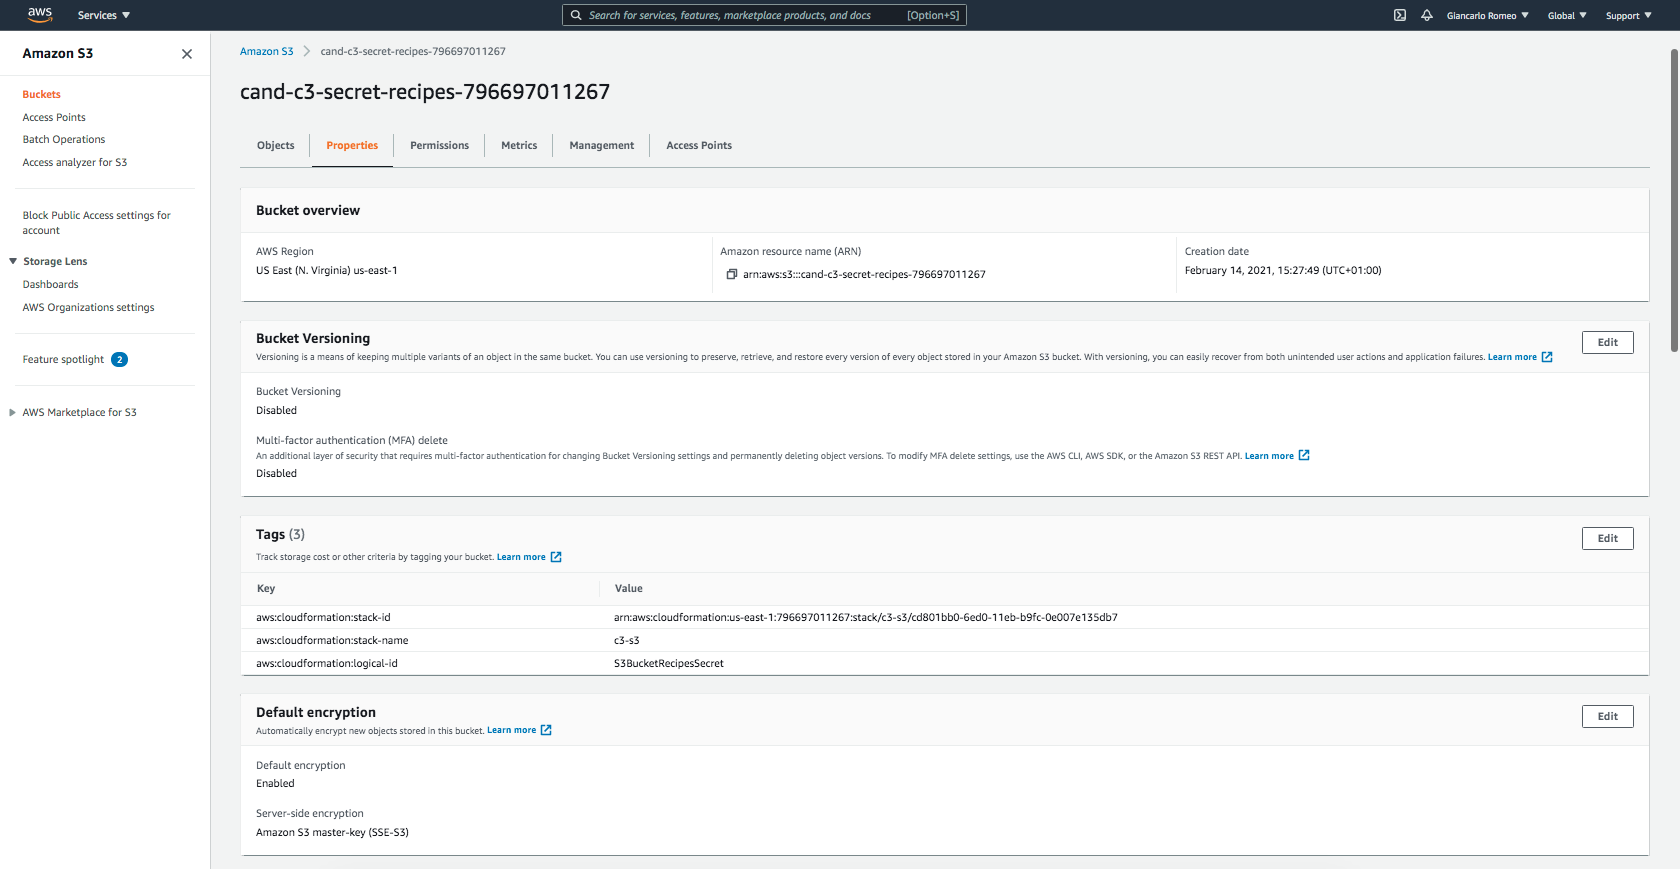 aws
Services ▼
Search for services, features, marketplace products, and docs [Option+S]
Giancarlo Romeo ▼
Global ▼
Support ▼
Amazon S3
Buckets
Access Points
Batch Operations
Access analyzer for S3
Block Public Access settings for
account
Storage Lens
Dashboards
AWS Organizations settings
Feature spotlight 2
AWS Marketplace for S3
Amazon S3 > cand-c3-secret-recipes-796697011267
cand-c3-secret-recipes-796697011267
Objects Properties Permissions Metrics Management Access Points
Bucket overview
AWS Region
US East (N. Virginia) us-east-1
Amazon resource name (ARN)
arn:aws:s3:::cand-c3-secret-recipes-796697011267
Creation date
February 14, 2021, 15:27:49 (UTC+01:00)
Bucket Versioning
Edit
Versioning is a means of keeping multiple variants of an object in the same bucket. You can use versioning to preserve, retrieve, and restore every version of every object stored in your Amazon S3 bucket. With versioning, you can easily recover from both unintended user actions and application failures. Learn more
Bucket Versioning
Disabled
Multi-factor authentication (MFA) delete
An additional layer of security that requires multi-factor authentication for changing Bucket Versioning settings and permanently deleting object versions. To modify MFA delete settings, use the AWS CLI, AWS SDK, or the Amazon S3 REST API. Learn more
Disabled
Tags (3)
Edit
Track storage cost or other criteria by tagging your bucket. Learn more
Key Value
aws:cloudformation:stack-id arn:aws:cloudformation:us-east-1:796697011267:stack/c3-s3/cd801bb0-6ed0-11eb-b9fc-0e007e135db7
aws:cloudformation:stack-name c3-s3
aws:cloudformation:logical-id S3BucketRecipesSecret
Default encryption
Edit
Automatically encrypt new objects stored in this bucket. Learn more
Default encryption
Enabled
Server-side encryption
Amazon S3 master-key (SSE-S3)